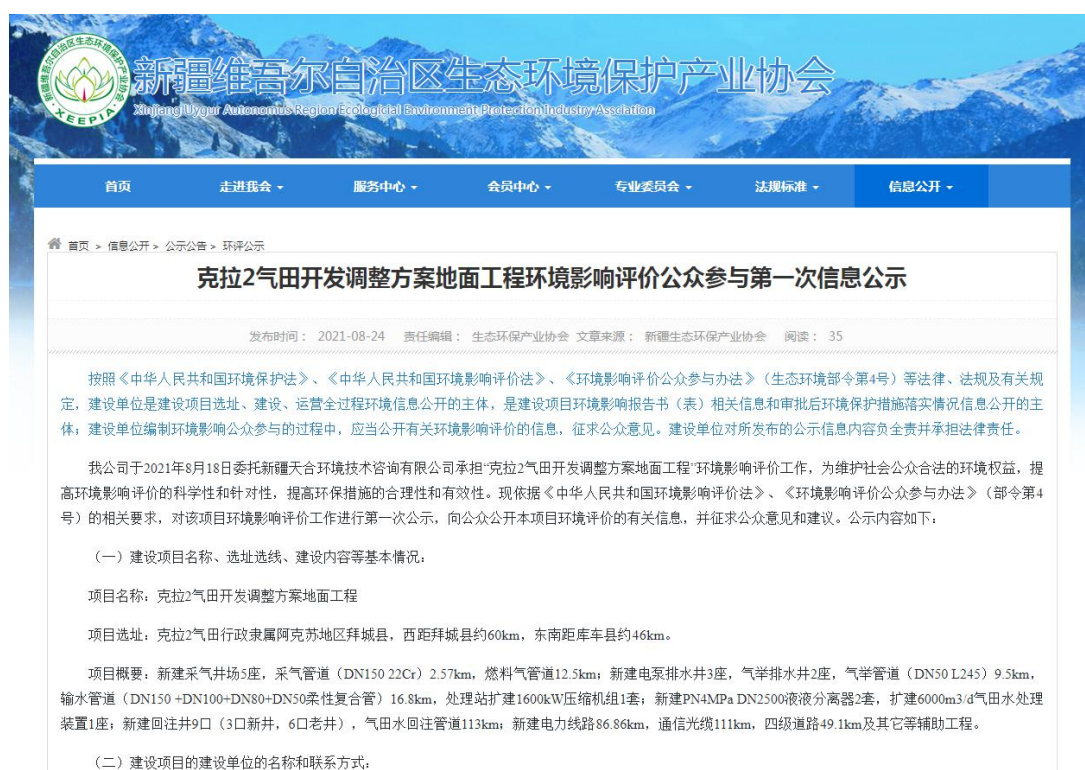 新疆维吾尔自治区生态环境保护产业协会
XEEPIA
Xinjiang Uygur Autonomus Region Ecologicial Environment Protection Industry Asscdation
首页 走进我会 服务中心 会员中心 专业委员会 法规标准 信息公开
首页 > 信息公开 > 公示公告 > 环评公示
克拉2气田开发调整方案地面工程环境影响评价公众参与第一次信息公示
发布时间： 2021-08-24 责任编辑： 生态环保产业协会 文章来源： 新疆生态环保产业协会 阅读： 35
按照《中华人民共和国环境保护法》、《中华人民共和国环境影响评价法》、《环境影响评价公众参与办法》（生态环境部令第4号）等法律、法规及有关规
定，建设单位是建设项目选址、建设、运营全过程环境信息公开的主体，是建设项目环境影响报告书（表）相关信息和审批后环境保护措施落实情况信息公开的主
体；建设单位编制环境影响公众参与的过程中，应当公开有关环境影响评价的信息，征求公众意见。建设单位对所发布的公示信息内容负全责并承担法律责任。
我公司于2021年8月18日委托新疆天合环境技术咨询有限公司承担“克拉2气田开发调整方案地面工程”环境影响评价工作，为维护社会公众合法的环境权益，提
高环境影响评价的科学性和针对性，提高环保措施的合理性和有效性。现依据《中华人民共和国环境影响评价法》、《环境影响评价公众参与办法》（部令第4
号）的相关要求，对该项目环境影响评价工作进行第一次公示，向公众公开本项目环境评价的有关信息，并征求公众意见和建议。公示内容如下：
（一）建设项目名称、选址选线、建设内容等基本情况：
项目名称：克拉2气田开发调整方案地面工程
项目选址：克拉2气田行政隶属阿克苏地区拜城县，西距拜城县约60km，东南距库车县约46km。
项目概要：新建采气井场5座，采气管道（DN150 22Cr）2.57km，燃料气管道12.5km；新建电泵排水井3座，气举排水井2座，气举管道（DN50 L245）9.5km，
输水管道（DN150 +DN100+DN80+DN50柔性复合管）16.8km，处理站扩建1600kW压缩机组1套；新建PN4MPa DN2500液液分离器2套，扩建6000m3/d气田水处理
装置1座；新建回注井9口（3口新井，6口老井），气田水回注管道113km；新建电力线路86.86km，通信光缆111km，四级道路49.1km及其它等辅助工程。
（二）建设项目的建设单位的名称和联系方式：